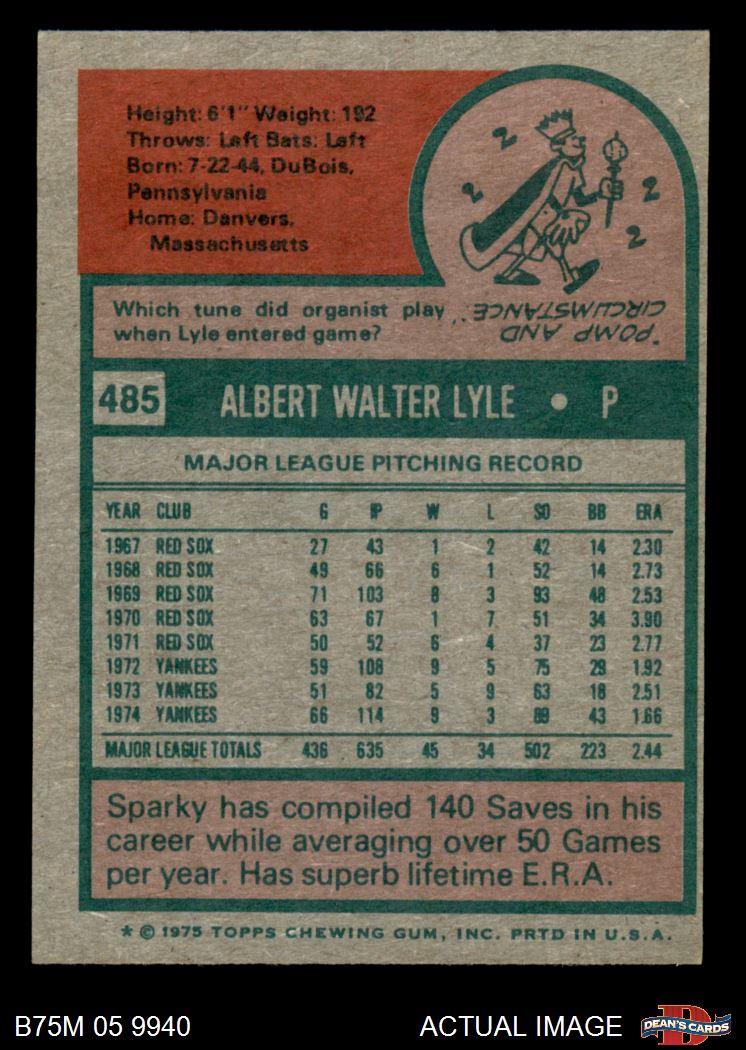 Height: 6'1" Weight: 192
Throws: Left Bats: Left
Born: 7-22-44, DuBois,
Pennsylvania
Home: Danvers,
Massachusetts
2
2
2
2
Which tune did organist play
when Lyle entered game?
"POMP AND
CIRCUMSTANCE."
485 ALBERT WALTER LYLE • P
MAJOR LEAGUE PITCHING RECORD
YEAR CLUB G IP W L SO BB ERA
1967 RED SOX 27 43 1 2 42 14 2.30
1968 RED SOX 49 66 6 1 52 14 2.73
1969 RED SOX 71 103 8 3 93 48 2.53
1970 RED SOX 63 67 1 7 51 34 3.90
1971 RED SOX 50 52 6 4 37 23 2.77
1972 YANKEES 59 108 9 5 75 29 1.92
1973 YANKEES 51 82 5 9 63 18 2.51
1974 YANKEES 66 114 9 3 89 43 1.66
MAJOR LEAGUE TOTALS 436 635 45 34 502 223 2.44
Sparky has compiled 140 Saves in his
career while averaging over 50 Games
per year. Has superb lifetime E.R.A.
* © 1975 TOPPS CHEWING GUM, INC. PRTD IN U.S.A.
B75M 05 9940 ACTUAL IMAGE DEAN'S CARDS